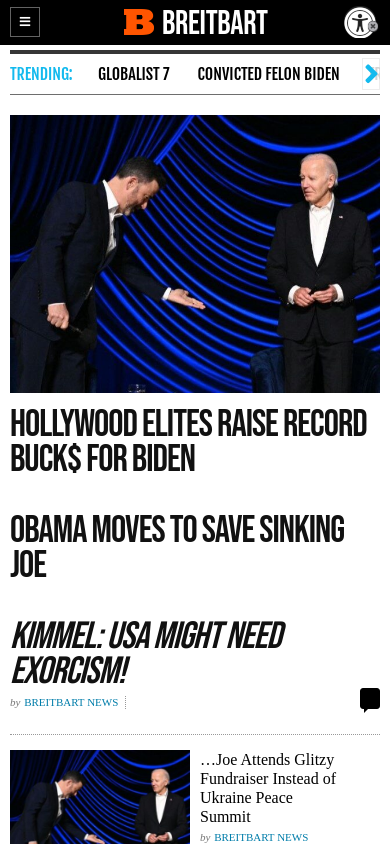 BREITBART
TRENDING: GLOBALIST 7 CONVICTED FELON BIDEN
HOLLYWOOD ELITES RAISE RECORD
BUCK$ FOR BIDEN
OBAMA MOVES TO SAVE SINKING
JOE
KIMMEL: USA MIGHT NEED
EXORCISM!
by BREITBART NEWS
…Joe Attends Glitzy
Fundraiser Instead of
Ukraine Peace
Summit
by BREITBART NEWS